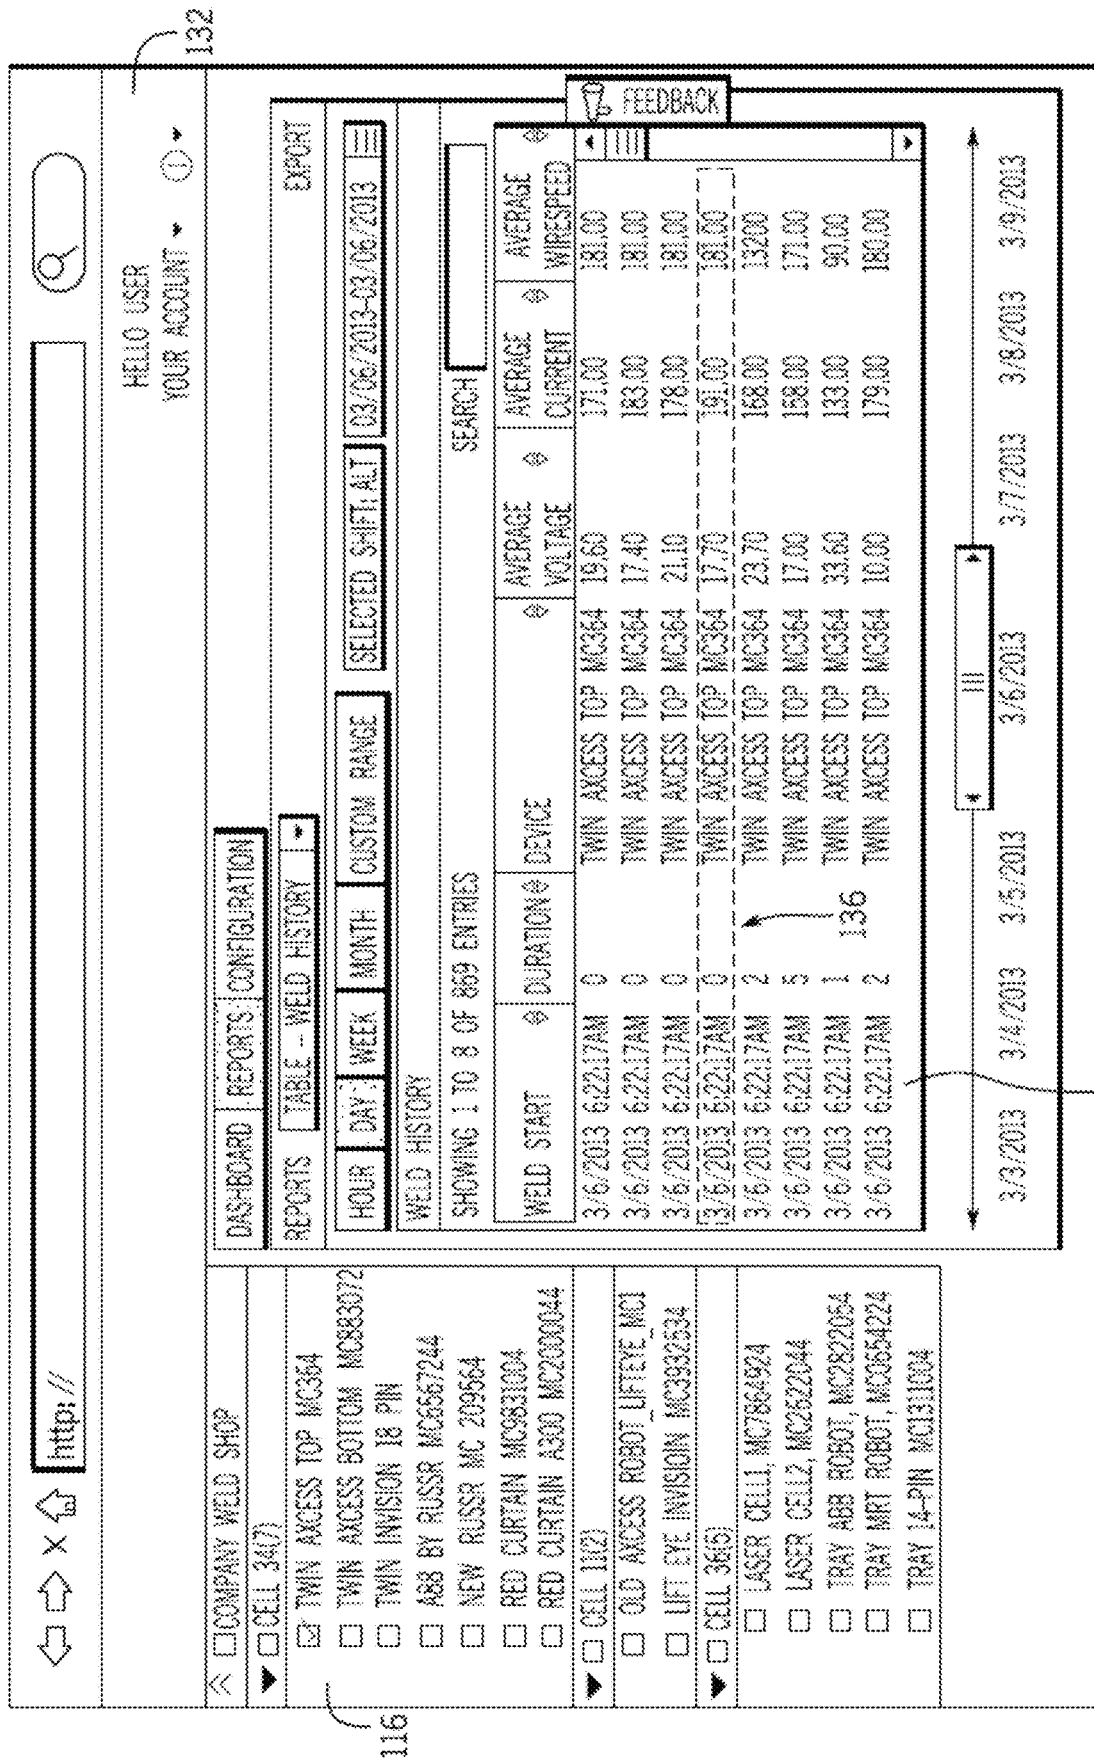 132
http://
HELLO USER
YOUR ACCOUNT
COMPANY WELD SHOP
CELL 34(7)
TWIN AXCESS TOP MC364
TWIN AXCESS BOTTOM MC883072
TWIN INVISION 18 PIN
ABB BY RUSSR MC6567244
NEW RUSSR MC 209564
RED CURTAIN MC9831004
RED CURTAIN A300 MC2000044
CELL 11(2)
OLD AXCESS ROBOT_LIFTEYE_MC1
LIFT EYE INVISIOIN MC3932634
CELL 36(5)
LASER CELL1, MC7864924
LASER CELL2, MC2622044
TRAY ABB ROBOT, MC2822054
TRAY MRT ROBOT, MC0654224
TRAY 14-PIN MC1311004
116
DASHBOARD REPORTS CONFIGURATION
REPORTS TABLE - WELD HISTORY EXPORT
HOUR DAY WEEK MONTH CUSTOM RANGE SELECTED SHIFT: ALT 03/06/2013-03/06/2013
WELD HISTORY
SHOWING 1 TO 8 OF 869 ENTRIES SEARCH
WELD START DURATION DEVICE AVERAGE VOLTAGE AVERAGE CURRENT AVERAGE WIRESPEED
3/6/2013 6:22:17AM 0 TWIN AXCESS TOP MC364 19.60 171.00 181.00
3/6/2013 6:22:17AM 0 TWIN AXCESS TOP MC364 17.40 183.00 181.00
3/6/2013 6:22:17AM 0 TWIN AXCESS TOP MC364 21.10 178.00 181.00
3/6/2013 6:22:17AM 0 TWIN AXCESS TOP MC364 17.70 191.00 181.00
3/6/2013 6:22:17AM 2 TWIN AXCESS TOP MC364 23.70 168.00 13200
3/6/2013 6:22:17AM 5 TWIN AXCESS TOP MC364 17.00 158.00 171.00
3/6/2013 6:22:17AM 1 TWIN AXCESS TOP MC364 33.60 133.00 90.00
3/6/2013 6:22:17AM 2 TWIN AXCESS TOP MC364 10.00 179.00 180.00
136
FEEDBACK
3/3/2013 3/4/2013 3/5/2013 3/6/2013 3/7/2013 3/8/2013 3/9/2013